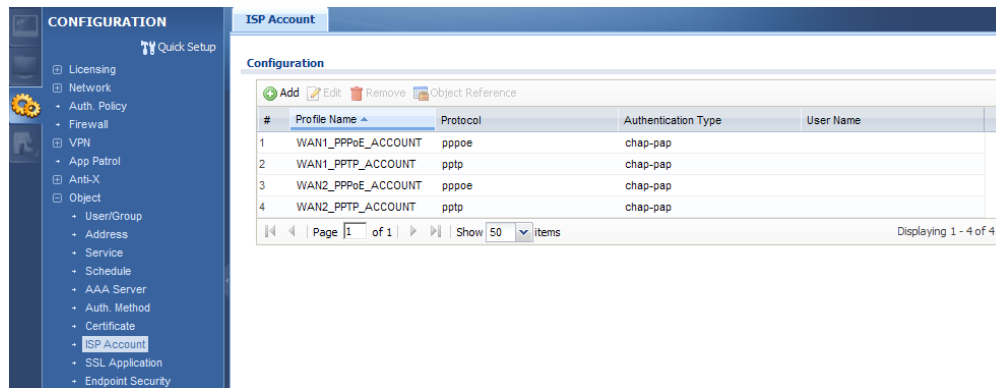 CONFIGURATION
Quick Setup
Licensing
Network
Auth. Policy
Firewall
VPN
App Patrol
Anti-X
Object
User/Group
Address
Service
Schedule
AAA Server
Auth. Method
Certificate
ISP Account
SSL Application
Endpoint Security
ISP Account
Configuration
Add Edit Remove Object Reference
# Profile Name Protocol Authentication Type User Name
1 WAN1_PPPoE_ACCOUNT pppoe chap-pap
2 WAN1_PPTP_ACCOUNT pptp chap-pap
3 WAN2_PPPoE_ACCOUNT pppoe chap-pap
4 WAN2_PPTP_ACCOUNT pptp chap-pap
Page 1 of 1 Show 50 items Displaying 1 - 4 of 4